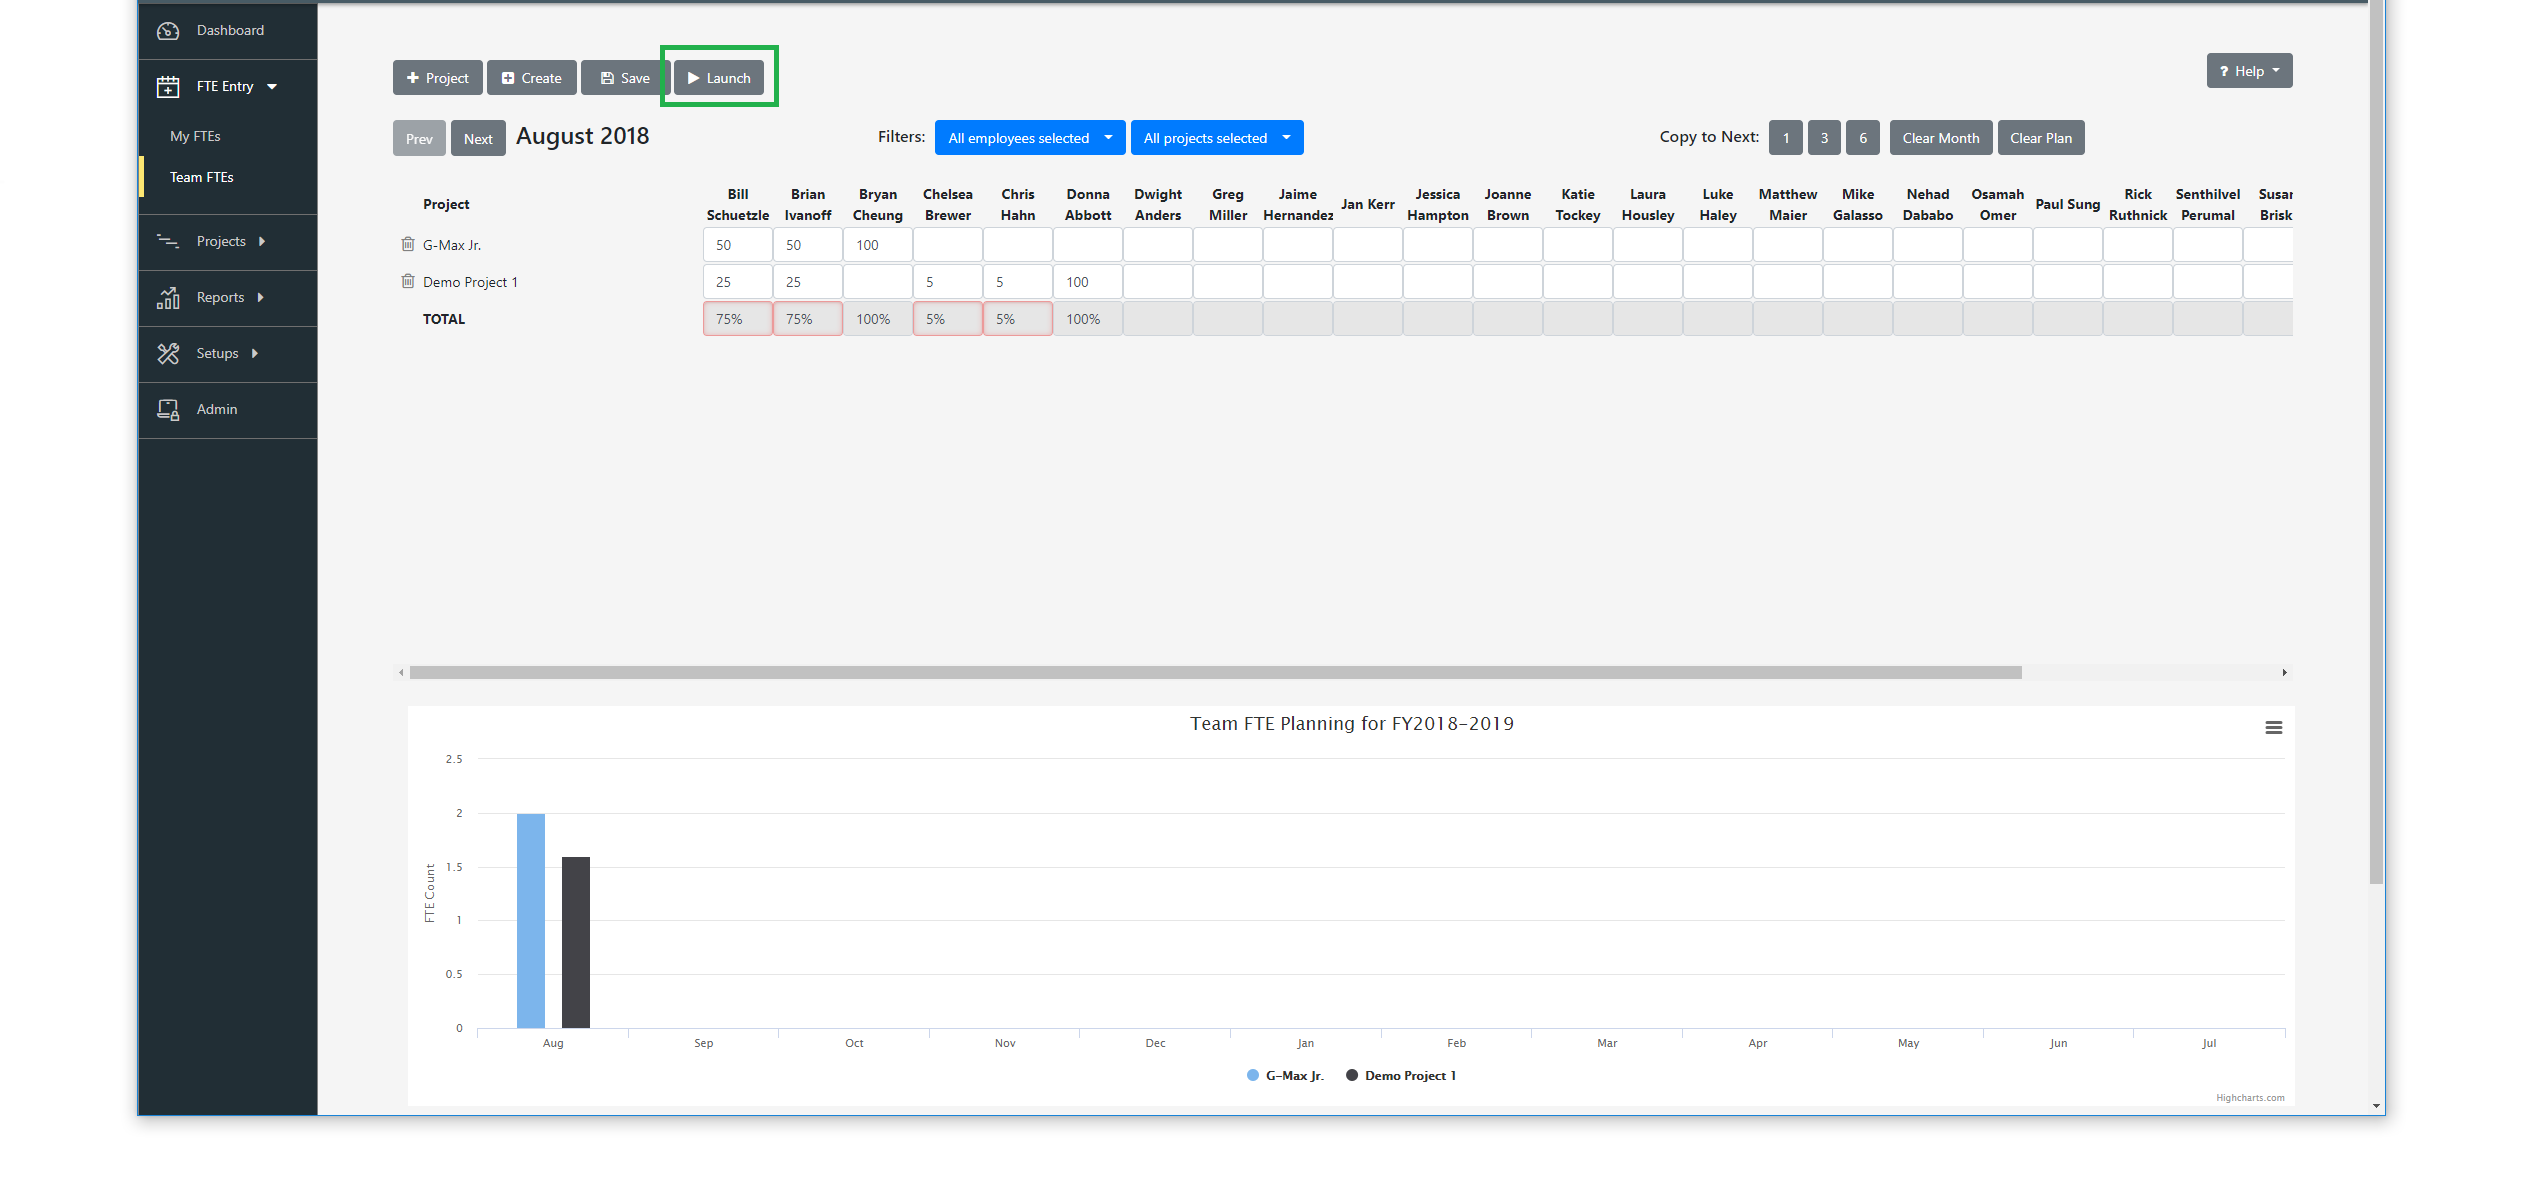 Dashboard
FTE Entry
My FTEs
Team FTEs
Projects
Reports
Setups
Admin
Project Create Save Launch
? Help
Prev Next August 2018 Filters: All employees selected All projects selected Copy to Next: 1 3 6 Clear Month Clear Plan
Project Bill Schuetzle Brian Ivanoff Bryan Cheung Chelsea Brewer Chris Hahn Donna Abbott Dwight Anders Greg Miller Jaime Hernandez Jan Kerr Jessica Hampton Joanne Brown Katie Tockey Laura Housley Luke Haley Matthew Maier Mike Galasso Nehad Dababo Osamah Omer Paul Sung Rick Ruthnick Senthilvel Perumal Susan Brisk
G-Max Jr. 50 50 100
Demo Project 1 25 25 5 5 100
TOTAL 75% 75% 100% 5% 5% 100%
Team FTE Planning for FY2018-2019
FTE Count
2.5
2
1.5
1
0.5
0
Aug Sep Oct Nov Dec Jan Feb Mar Apr May Jun Jul
G-Max Jr. Demo Project 1
Highcharts.com